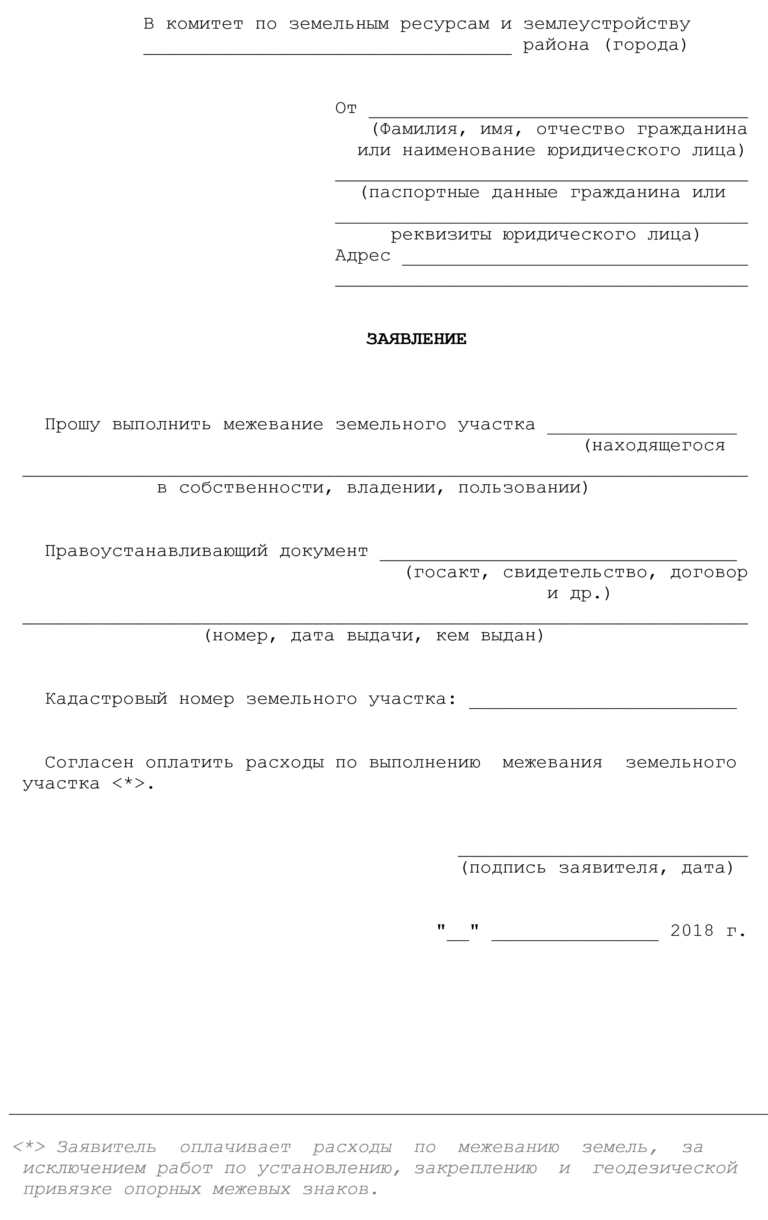 В комитет по земельным ресурсам и землеустройству
_________________________________ района (города)
От __________________________________
(Фамилия, имя, отчество гражданина
или наименование юридического лица)
_____________________________________
(паспортные данные гражданина или
_____________________________________
реквизиты юридического лица)
Адрес _______________________________
_____________________________________
ЗАЯВЛЕНИЕ
Прошу выполнить межевание земельного участка _________________
(находящегося
_________________________________________________________________
в собственности, владении, пользовании)
Правоустанавливающий документ ________________________________
(госакт, свидетельство, договор
и др.)
_________________________________________________________________
(номер, дата выдачи, кем выдан)
Кадастровый номер земельного участка: ________________________
Согласен оплатить расходы по выполнению межевания земельного
участка <*>.
__________________________
(подпись заявителя, дата)
"__" _______________ 2018 г.
<*> Заявитель оплачивает расходы по межеванию земель, за
исключением работ по установлению, закреплению и геодезической
привязке опорных межевых знаков.